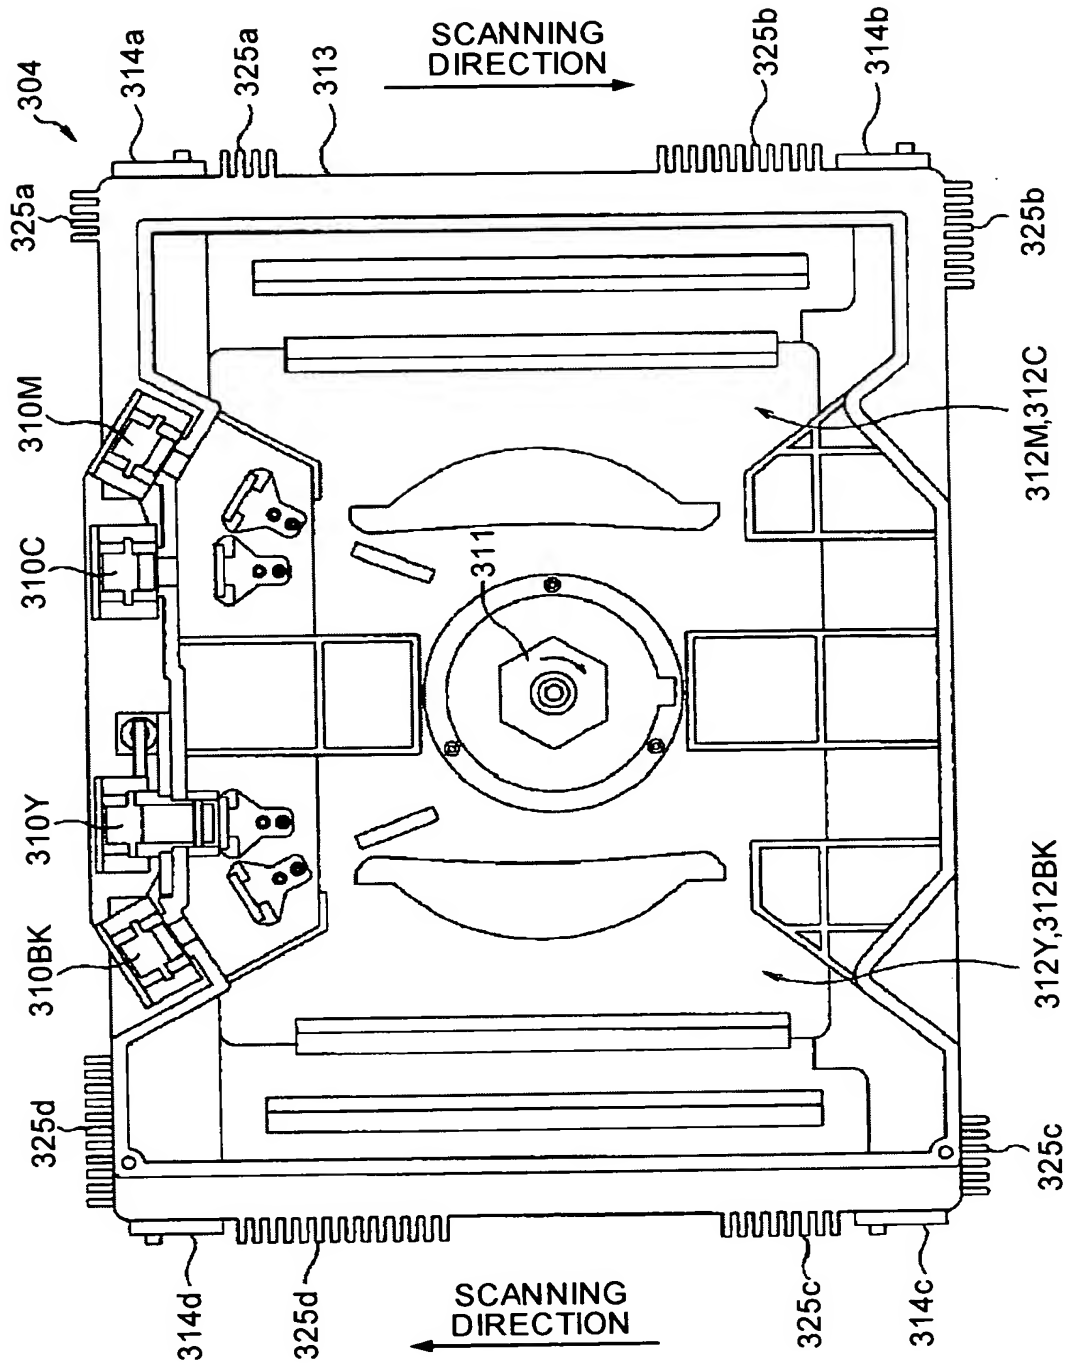 304
314a
325a
313
SCANNING
DIRECTION
325b
314b
325a
310M
310C
310Y
310BK
325d
311
325b
312M,312C
312Y,312BK
325c
314d
325d
SCANNING
DIRECTION
325c
314c